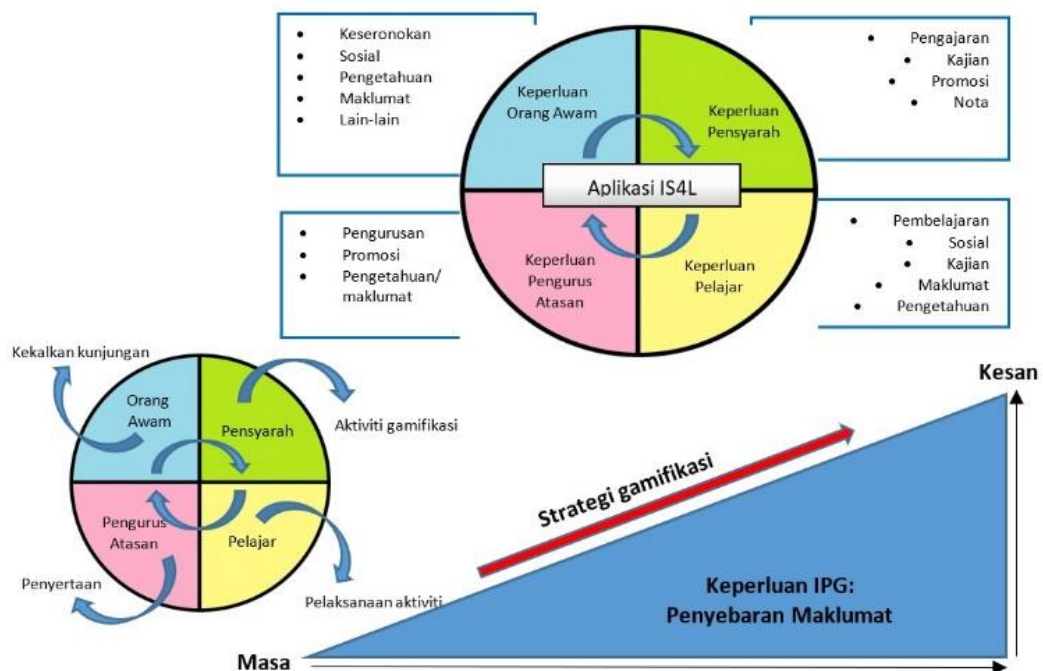 Keseronokan
Sosial
Pengetahuan
Maklumat
Lain-lain
Keperluan
Orang Awam
Keperluan
Pensyarah
Pengajaran
Kajian
Promosi
Nota
Aplikasi IS4L
Pengurusan
Promosi
Pengetahuan/
maklumat
Keperluan
Pengurus
Atasan
Keperluan
Pelajar
Pembelajaran
Sosial
Kajian
Maklumat
Pengetahuan
Kekalkan kunjungan
Orang
Awam
Pensyarah
Aktiviti gamifikasi
Pengurus
Atasan
Pelajar
Penyertaan
Pelaksanaan aktiviti
Kesan
Strategi gamifikasi
Keperluan IPG:
Penyebaran Maklumat
Masa